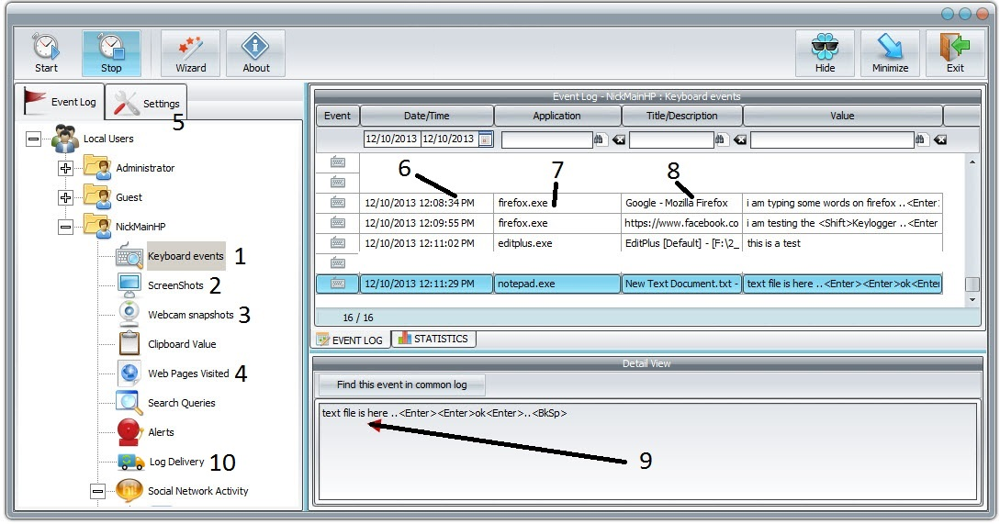 Start
Stop
Wizard
About
Hide
Minimize
Exit
Event Log
Settings
5
Local Users
Administrator
Guest
NickMainHP
Keyboard events 1
ScreenShots 2
Webcam snapshots 3
Clipboard Value
Web Pages Visited 4
Search Queries
Alerts
Log Delivery 10
Social Network Activity
Event Log - NickMainHP : Keyboard events
Event Date/Time Application Title/Description Value
12/10/2013 12/10/2013
6 7 8
12/10/2013 12:08:34 PM firefox.exe Google - Mozilla Firefox i am typing some words on firefox ..<Enter>
12/10/2013 12:09:55 PM firefox.exe https://www.facebook.co i am testing the <Shift>Keylogger ..<Enter
12/10/2013 12:11:02 PM editplus.exe EditPlus [Default] - [F:\2_ this is a test
12/10/2013 12:11:29 PM notepad.exe New Text Document.txt - text file is here ..<Enter><Enter>ok<Enter
16 / 16
EVENT LOG STATISTICS
Detail View
Find this event in common log
text file is here ..<Enter><Enter>ok<Enter>..<BkSp>
9